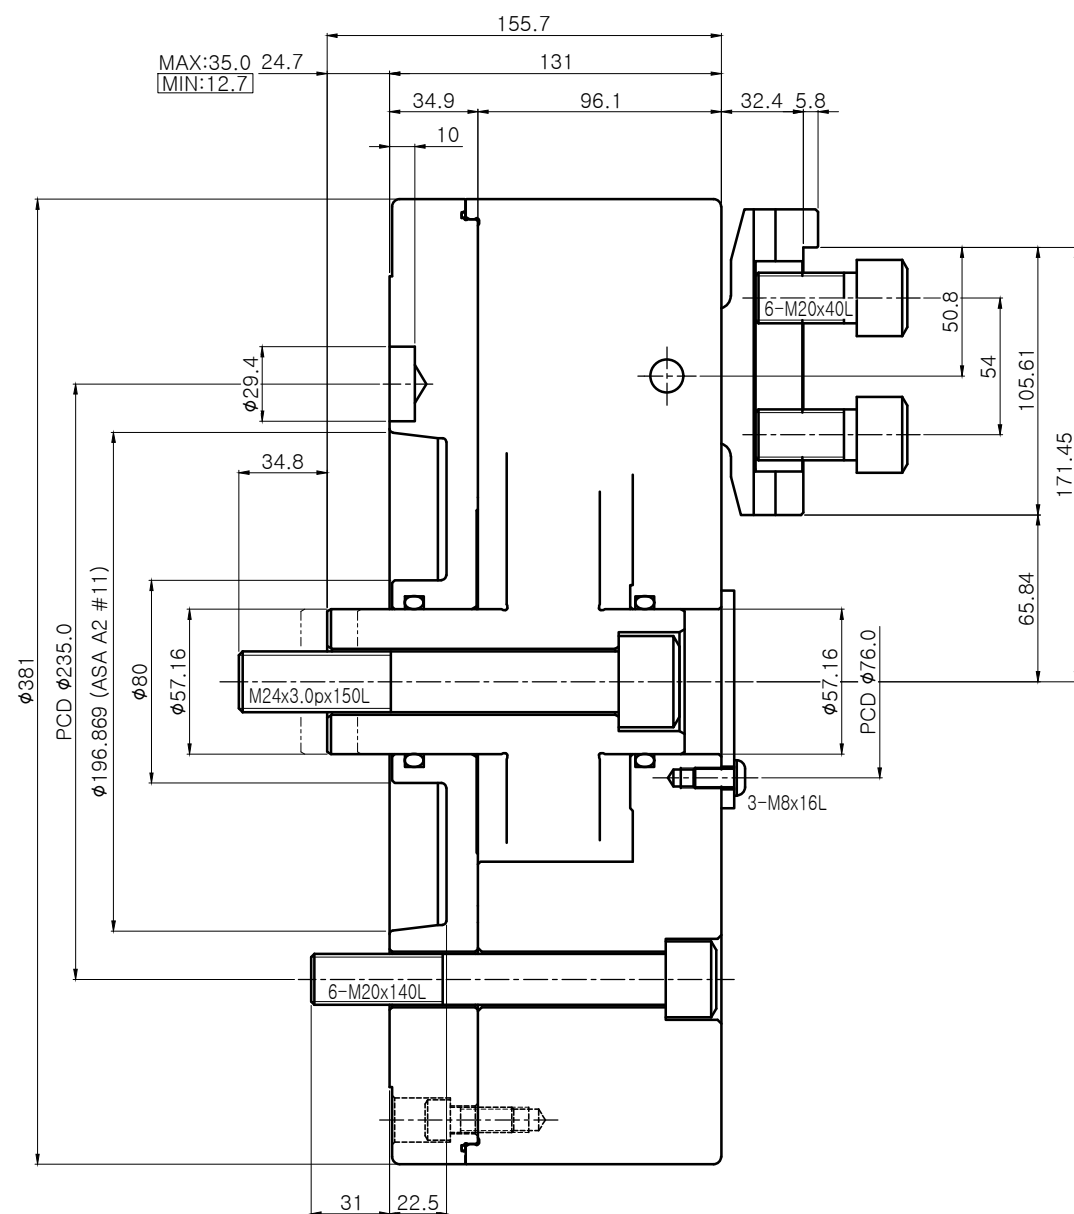 155.7
MAX:35.0 24.7 131
MIN:12.7
34.9 96.1 32.4 5.8
10
6-M20x40L
50.8
54
105.61
171.45
ϕ29.4
34.8
65.84
ϕ381
PCD ϕ235.0
ϕ196.869 (ASA A2 #11)
ϕ80
ϕ57.16
M24x3.0px150L
ϕ57.16
PCD ϕ76.0
3-M8x16L
6-M20x140L
31 22.5